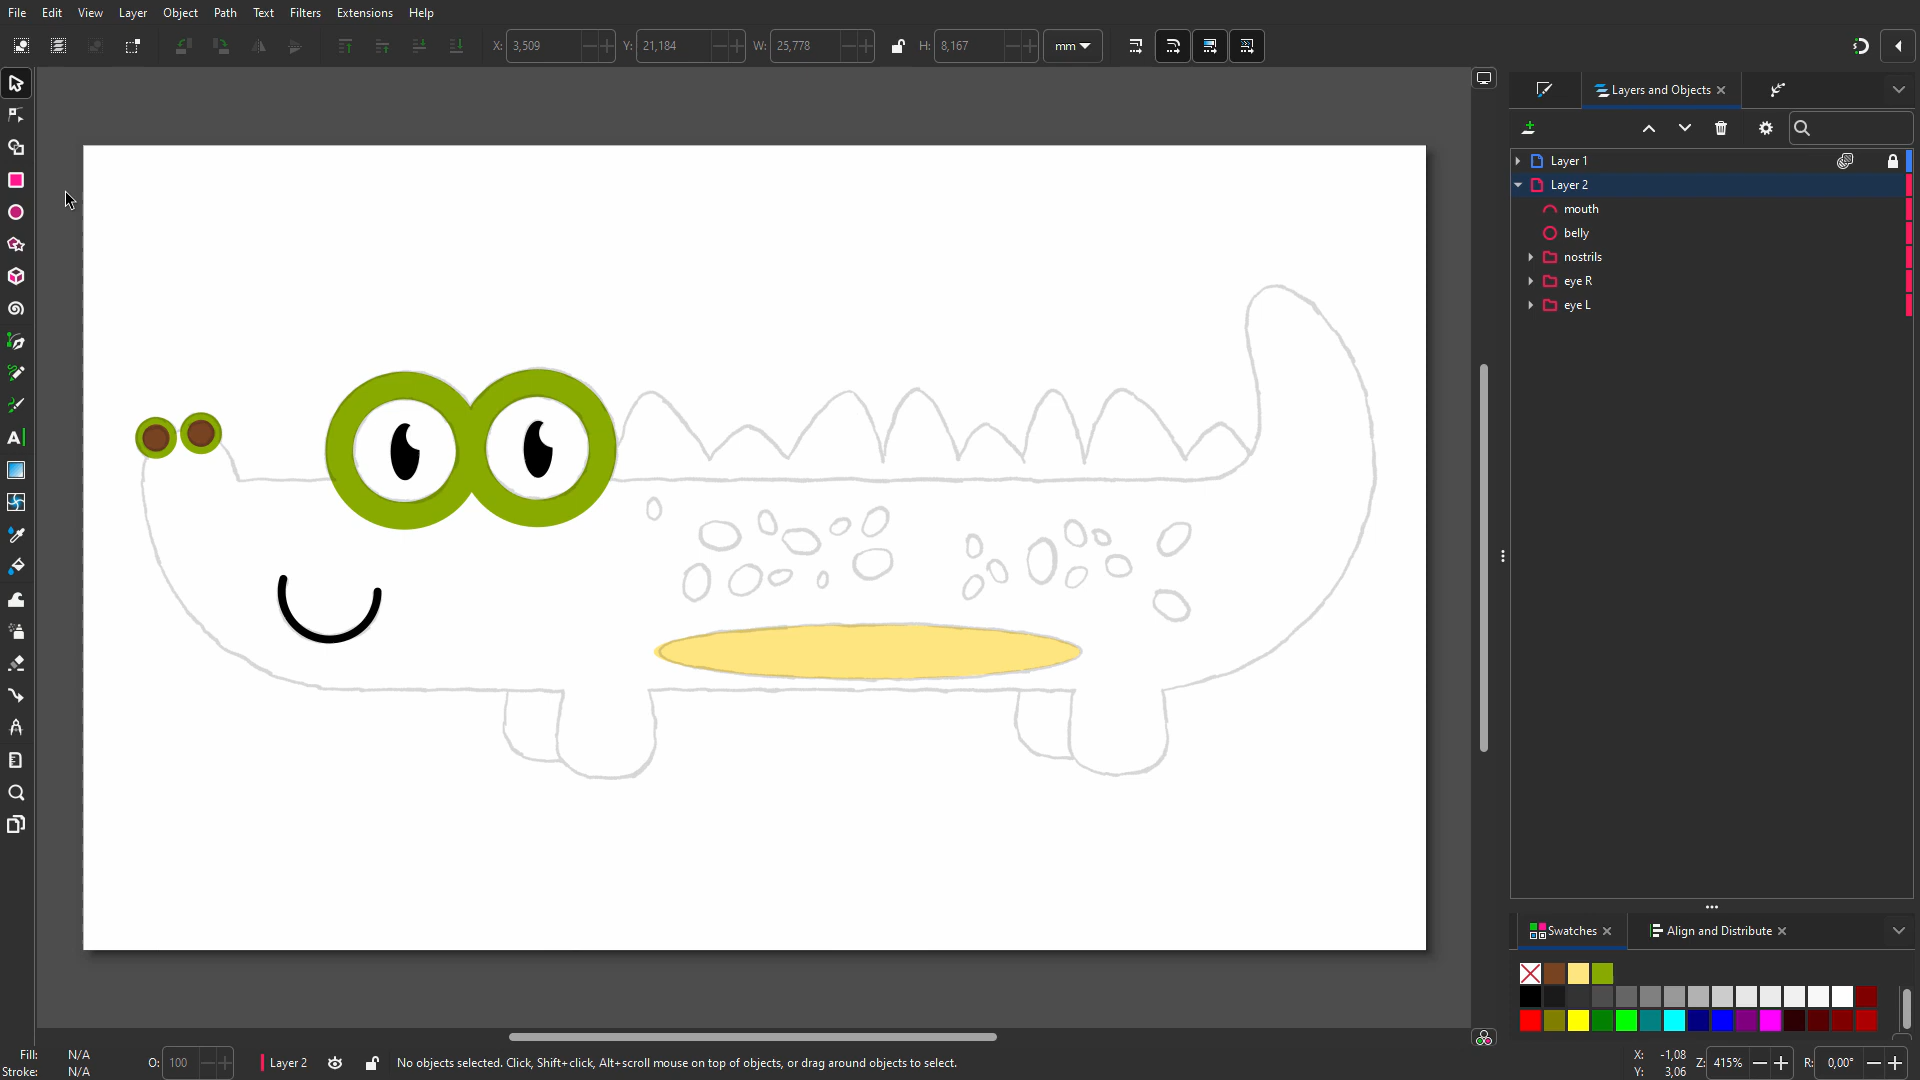 File Edit View Layer Object Path Text Filters Extensions Help
X: 3,509 Y: 21,184 W: 25,778 H: 8,167 mm
Layers and Objects
Layer 1
Layer 2
mouth
belly
nostrils
eye R
eye L
Swatches Align and Distribute
Fill: N/A
Stroke: N/A
O: 100
Layer 2
No objects selected. Click, Shift+click, Alt+scroll mouse on top of objects, or drag around objects to select.
X: -1,08
Y: 3,06
Z: 415% R: 0,00°